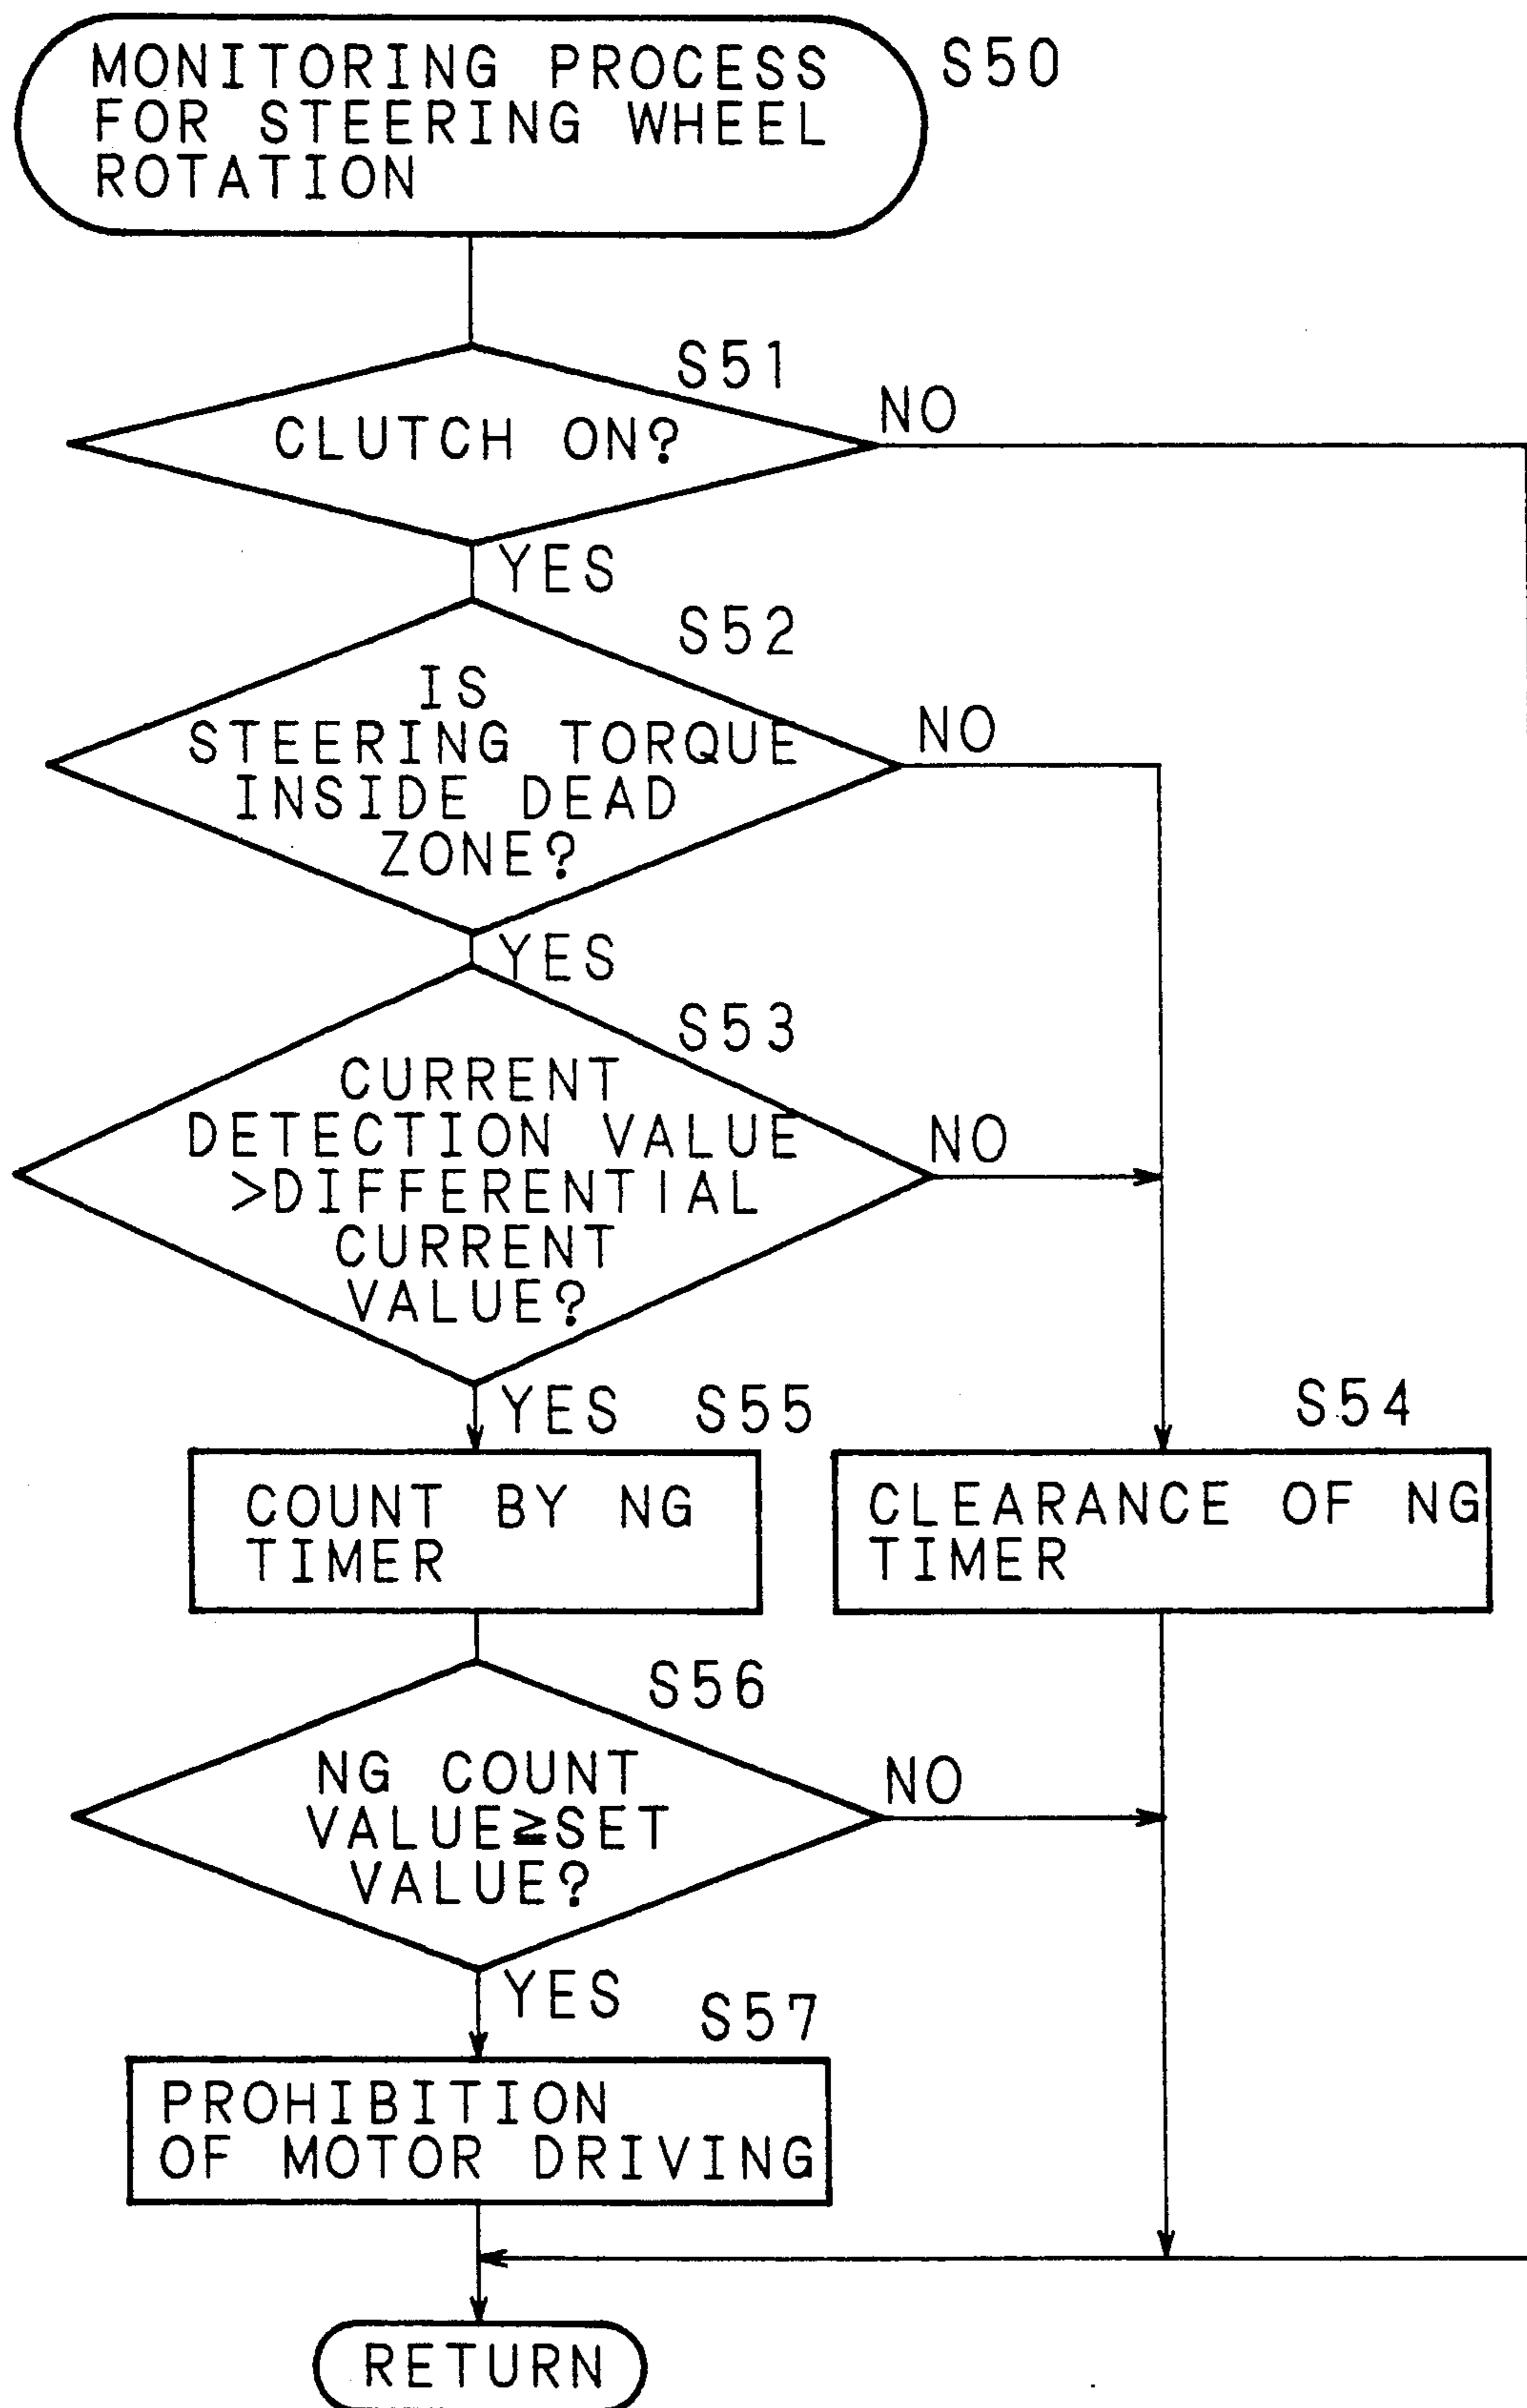 MONITORING PROCESS
FOR STEERING WHEEL
ROTATION
S50
S51
CLUTCH ON?
NO
YES
S52
IS
STEERING TORQUE
INSIDE DEAD
ZONE?
NO
YES
S53
CURRENT
DETECTION VALUE
>DIFFERENTIAL
CURRENT
VALUE?
NO
YES
S55
S54
COUNT BY NG
TIMER
CLEARANCE OF NG
TIMER
S56
NG COUNT
VALUE≧SET
VALUE?
NO
YES
S57
PROHIBITION
OF MOTOR DRIVING
RETURN